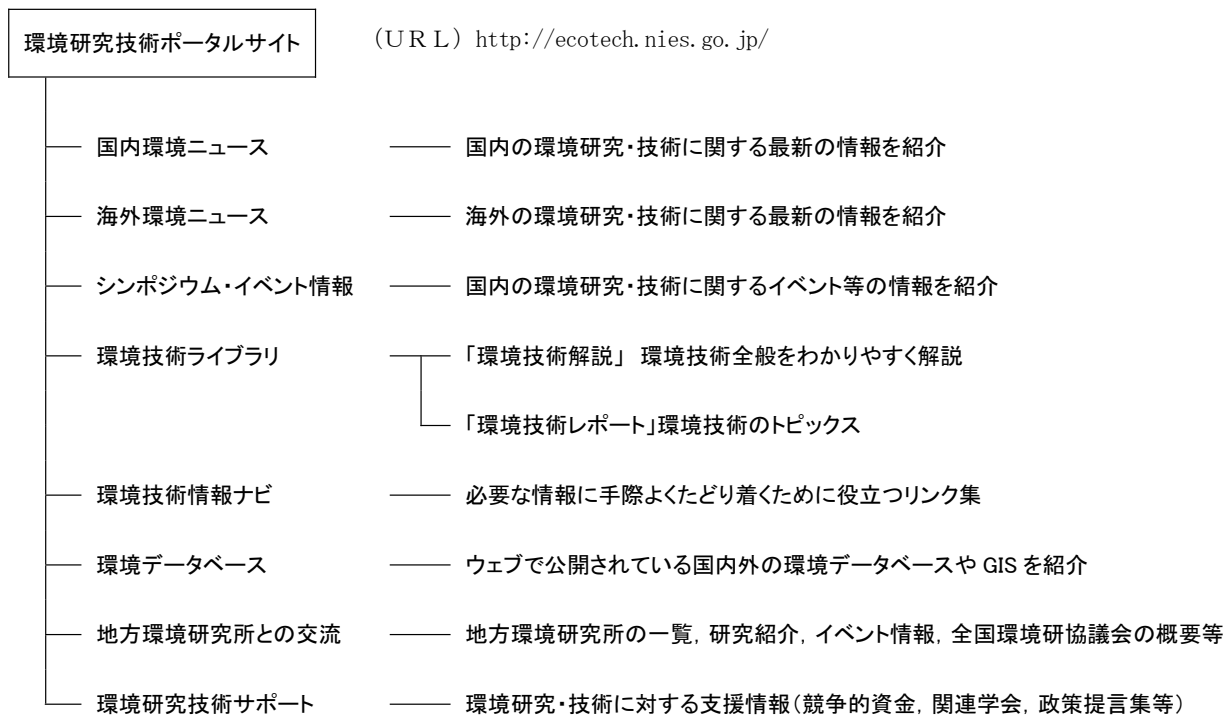 環境研究技術ポータルサイト (URL) http://ecotech.nies.go.jp/
国内環境ニュース 国内の環境研究・技術に関する最新の情報を紹介
海外環境ニュース 海外の環境研究・技術に関する最新の情報を紹介
シンポジウム・イベント情報 国内の環境研究・技術に関するイベント等の情報を紹介
環境技術ライブラリ 「環境技術解説」 環境技術全般をわかりやすく解説
「環境技術レポート」環境技術のトピックス
環境技術情報ナビ 必要な情報に手際よくたどり着くために役立つリンク集
環境データベース ウェブで公開されている国内外の環境データベースや GIS を紹介
地方環境研究所との交流 地方環境研究所の一覧, 研究紹介, イベント情報, 全国環境研協議会の概要等
環境研究技術サポート 環境研究・技術に対する支援情報(競争的資金, 関連学会, 政策提言集等)